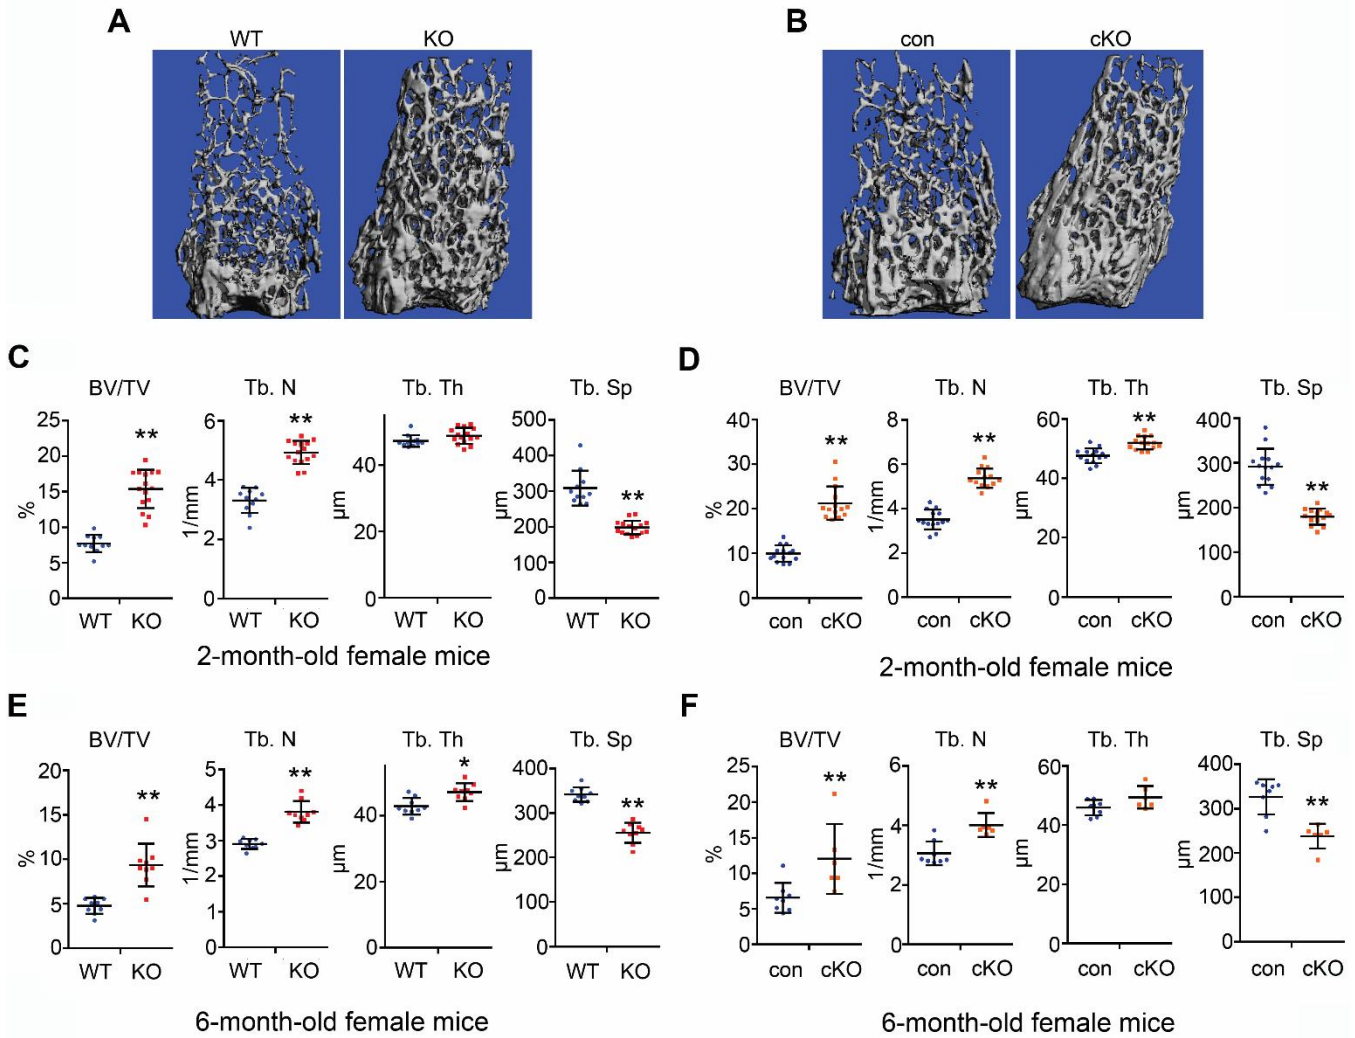 A
B
WT KO
con cKO
C
BV/TV Tb. N Tb. Th Tb. Sp
% 25 20 15 10 5 0
1/mm 6 4 2 0
µm 40 20 0
µm 500 400 300 200 100 0
** ** **
WT KO WT KO WT KO WT KO
2-month-old female mice
D
BV/TV Tb. N Tb. Th Tb. Sp
% 40 30 20 10 0
1/mm 8 6 4 2 0
µm 60 40 20 0
µm 400 300 200 100 0
** ** ** **
con cKO con cKO con cKO con cKO
2-month-old female mice
E
BV/TV Tb. N Tb. Th Tb. Sp
% 20 15 10 5 0
1/mm 5 4 3 2 1 0
µm 40 20 0
µm 400 300 200 100 0
** ** * **
WT KO WT KO WT KO WT KO
6-month-old female mice
F
BV/TV Tb. N Tb. Th Tb. Sp
% 25 20 15 10 5 0
1/mm 6 4 2 0
µm 60 40 20 0
µm 400 300 200 100 0
** ** **
con cKO con cKO con cKO con cKO
6-month-old female mice